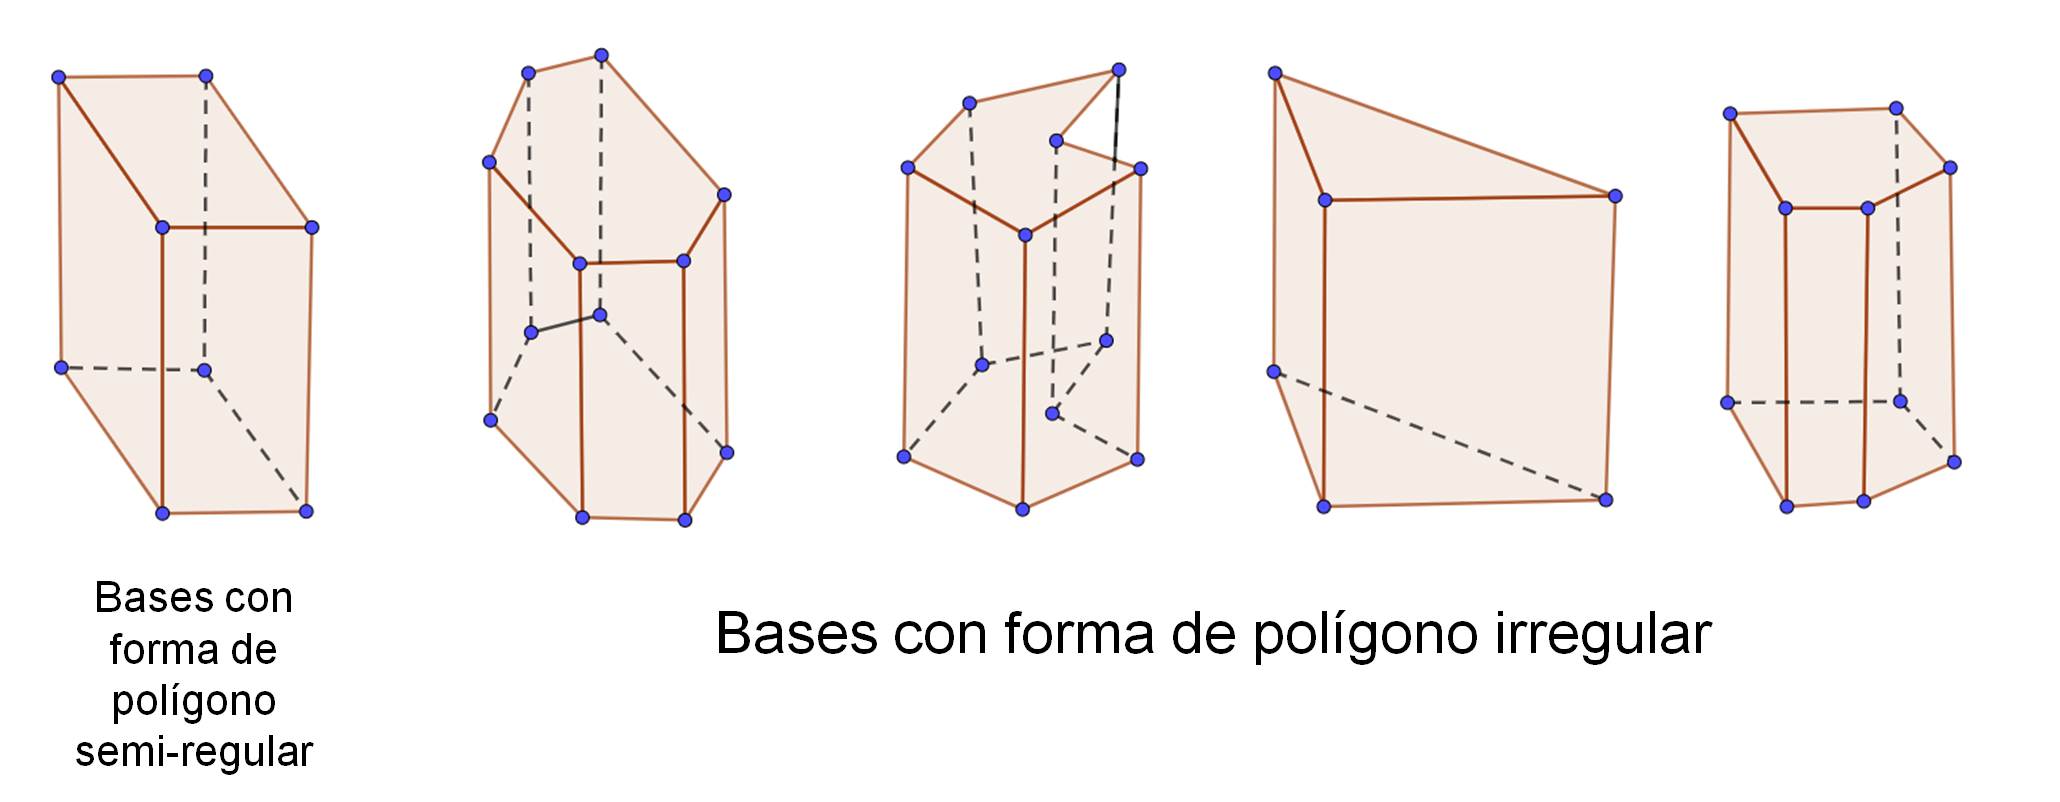 Bases con
forma de
polígono
semi-regular
Bases con forma de polígono irregular